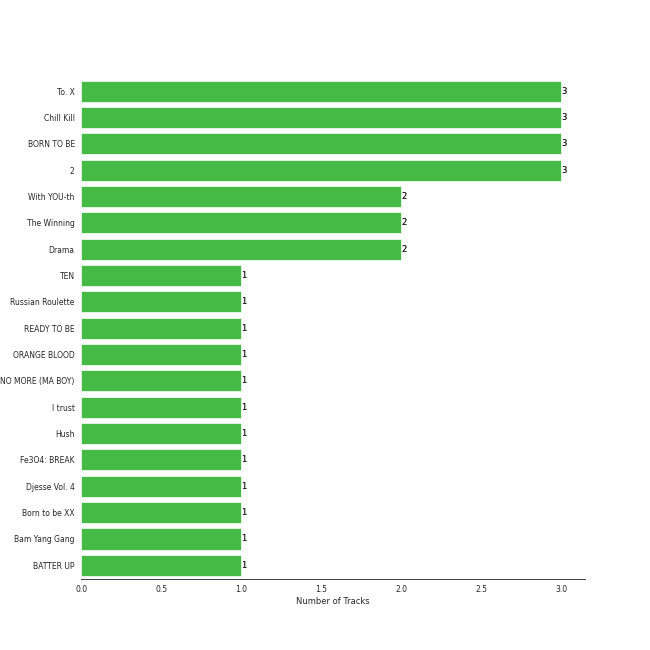 To. X 3
Chill Kill 3
BORN TO BE 3
2 3
With YOU-th 2
The Winning 2
Drama 2
TEN 1
Russian Roulette 1
READY TO BE 1
ORANGE BLOOD 1
NO MORE (MA BOY) 1
I trust 1
Hush 1
Fe3O4: BREAK 1
Djesse Vol. 4 1
Born to be XX 1
Bam Yang Gang 1
BATTER UP 1
0.0 0.5 1.0 1.5 2.0 2.5 3.0
Number of Tracks